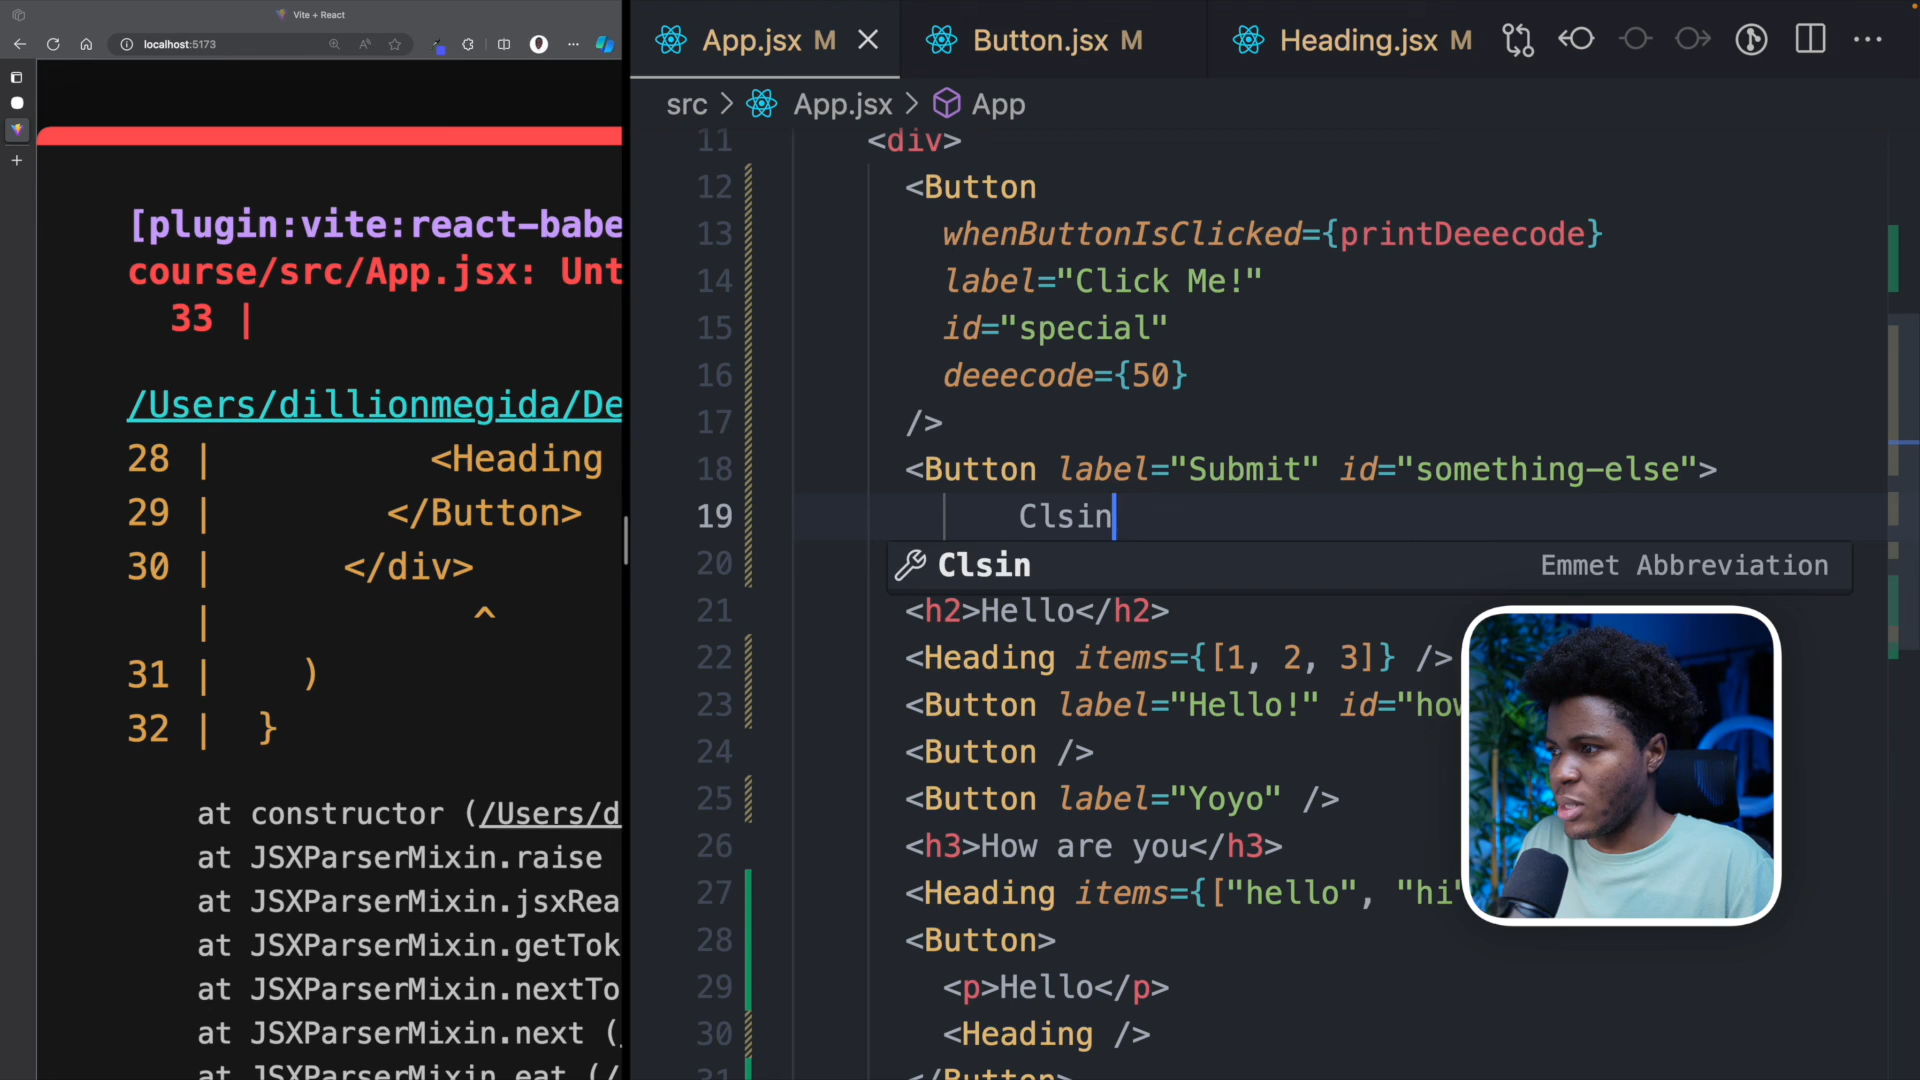 Vite + React
localhost:5173
[plugin:vite:react-babe
course/src/App.jsx: Unt
33 |
/Users/dillionmegida/De
28 | <Heading
29 | </Button>
30 | </div>
| ^
31 | )
32 | }
at constructor (/Users/d
at JSXParserMixin.raise
at JSXParserMixin.jsxRea
at JSXParserMixin.getTok
at JSXParserMixin.nextTo
at JSXParserMixin.next (
at JSXParserMixin.eat (/
App.jsx M
Button.jsx M
Heading.jsx M
src > App.jsx > App
11 <div>
12 <Button
13 whenButtonIsClicked={printDeeecode}
14 label="Click Me!"
15 id="special"
16 deeecode={50}
17 />
18 <Button label="Submit" id="something-else">
19 Clsin
20
Clsin Emmet Abbreviation
21 <h2>Hello</h2>
22 <Heading items={[1, 2, 3]} />
23 <Button label="Hello!" id="how
24 <Button />
25 <Button label="Yoyo" />
26 <h3>How are you</h3>
27 <Heading items={["hello", "hi"
28 <Button>
29 <p>Hello</p>
30 <Heading />
31 </Button>